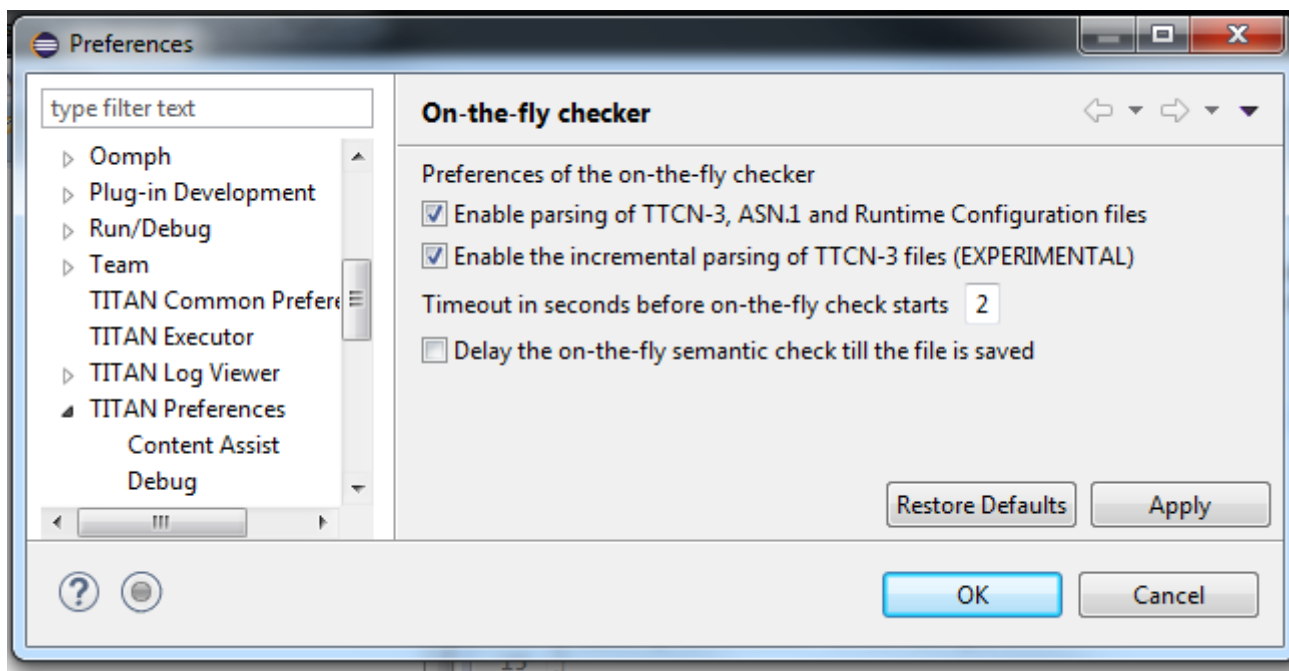 Preferences
type filter text
Oomph
Plug-in Development
Run/Debug
Team
TITAN Common Prefere
TITAN Executor
TITAN Log Viewer
TITAN Preferences
Content Assist
Debug
On-the-fly checker
Preferences of the on-the-fly checker
Enable parsing of TTCN-3, ASN.1 and Runtime Configuration files
Enable the incremental parsing of TTCN-3 files (EXPERIMENTAL)
Timeout in seconds before on-the-fly check starts 2
Delay the on-the-fly semantic check till the file is saved
Restore Defaults Apply
OK Cancel